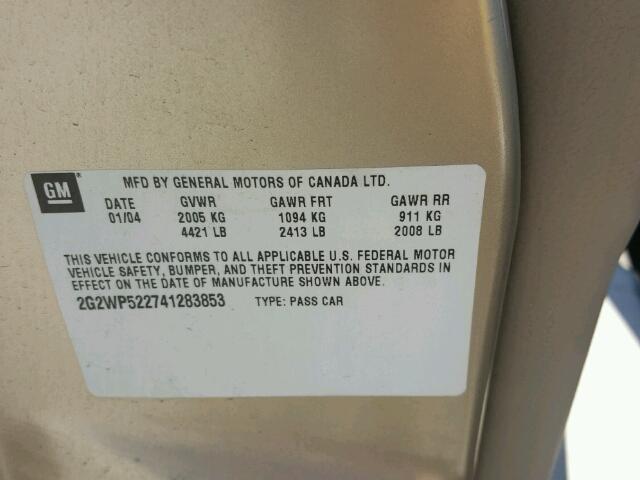 GM® MFD BY GENERAL MOTORS OF CANADA LTD.
DATE GVWR GAWR FRT GAWR RR
01/04 2005 KG 1094 KG 911 KG
4421 LB 2413 LB 2008 LB
THIS VEHICLE CONFORMS TO ALL APPLICABLE U.S. FEDERAL MOTOR
VEHICLE SAFETY, BUMPER, AND THEFT PREVENTION STANDARDS IN
EFFECT ON THE DATE OF MANUFACTURE SHOWN ABOVE.
2G2WP522741283853 TYPE: PASS CAR